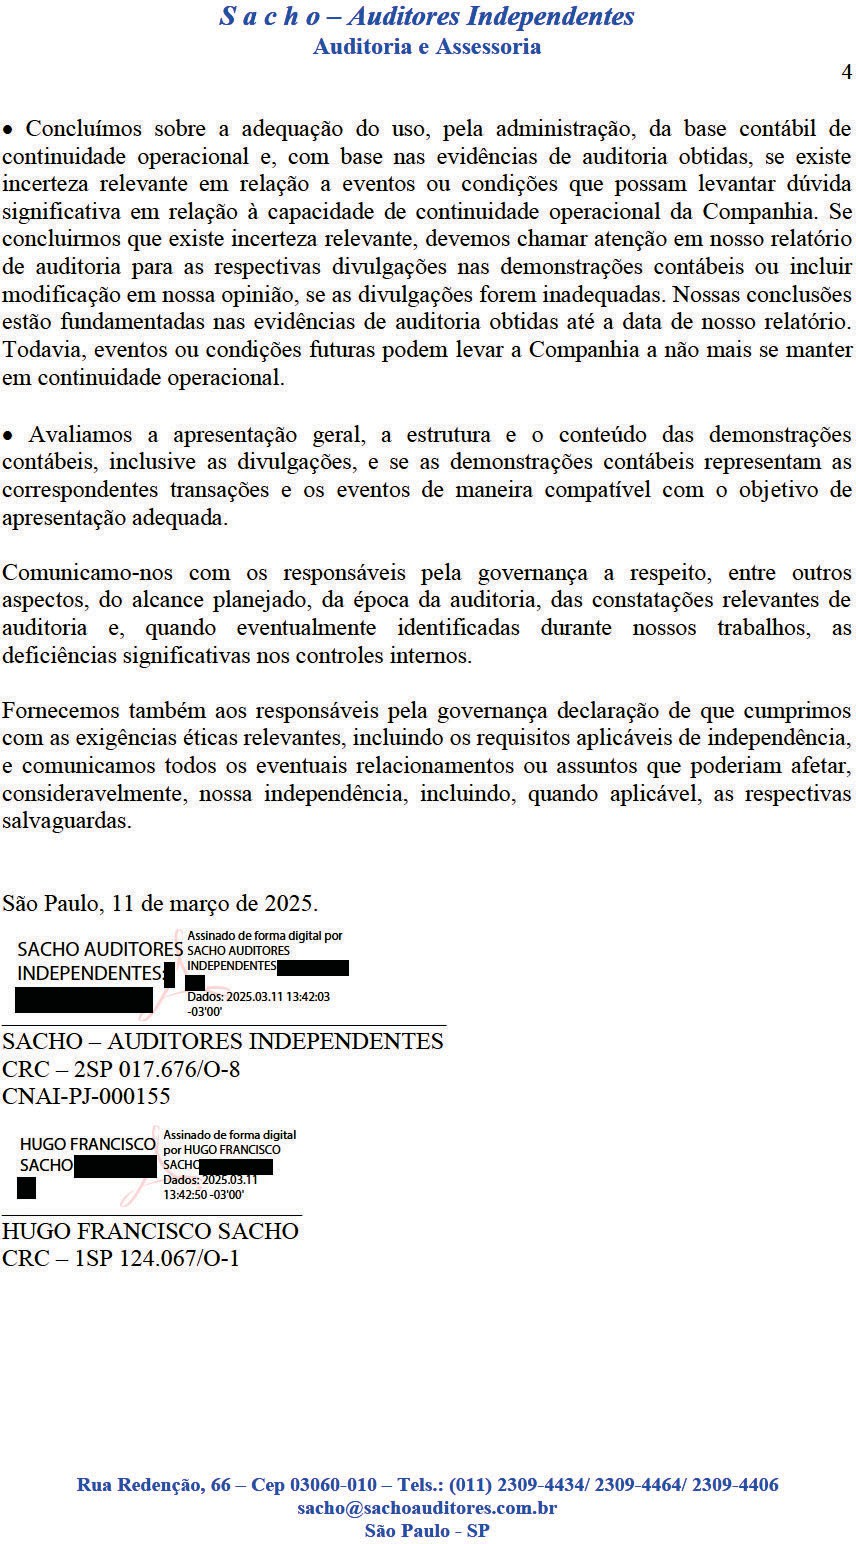 S a c h o – Auditores Independentes
Auditoria e Assessoria
4
• Concluímos sobre a adequação do uso, pela administração, da base contábil de
continuidade operacional e, com base nas evidências de auditoria obtidas, se existe
incerteza relevante em relação a eventos ou condições que possam levantar dúvida
significativa em relação à capacidade de continuidade operacional da Companhia. Se
concluirmos que existe incerteza relevante, devemos chamar atenção em nosso relatório
de auditoria para as respectivas divulgações nas demonstrações contábeis ou incluir
modificação em nossa opinião, se as divulgações forem inadequadas. Nossas conclusões
estão fundamentadas nas evidências de auditoria obtidas até a data de nosso relatório.
Todavia, eventos ou condições futuras podem levar a Companhia a não mais se manter
em continuidade operacional.
• Avaliamos a apresentação geral, a estrutura e o conteúdo das demonstrações
contábeis, inclusive as divulgações, e se as demonstrações contábeis representam as
correspondentes transações e os eventos de maneira compatível com o objetivo de
apresentação adequada.
Comunicamo-nos com os responsáveis pela governança a respeito, entre outros
aspectos, do alcance planejado, da época da auditoria, das constatações relevantes de
auditoria e, quando eventualmente identificadas durante nossos trabalhos, as
deficiências significativas nos controles internos.
Fornecemos também aos responsáveis pela governança declaração de que cumprimos
com as exigências éticas relevantes, incluindo os requisitos aplicáveis de independência,
e comunicamos todos os eventuais relacionamentos ou assuntos que poderiam afetar,
consideravelmente, nossa independência, incluindo, quando aplicável, as respectivas
salvaguardas.
São Paulo, 11 de março de 2025.
SACHO AUDITORES
INDEPENDENTES:
Assinado de forma digital por
SACHO AUDITORES
INDEPENDENTES
Dados: 2025.03.11 13:42:03
-03'00'
SACHO – AUDITORES INDEPENDENTES
CRC – 2SP 017.676/O-8
CNAI-PJ-000155
HUGO FRANCISCO
SACHO
Assinado de forma digital
por HUGO FRANCISCO
SACHO
Dados: 2025.03.11
13:42:50 -03'00'
HUGO FRANCISCO SACHO
CRC – 1SP 124.067/O-1
Rua Redenção, 66 – Cep 03060-010 – Tels.: (011) 2309-4434/ 2309-4464/ 2309-4406
sacho@sachoauditores.com.br
São Paulo - SP